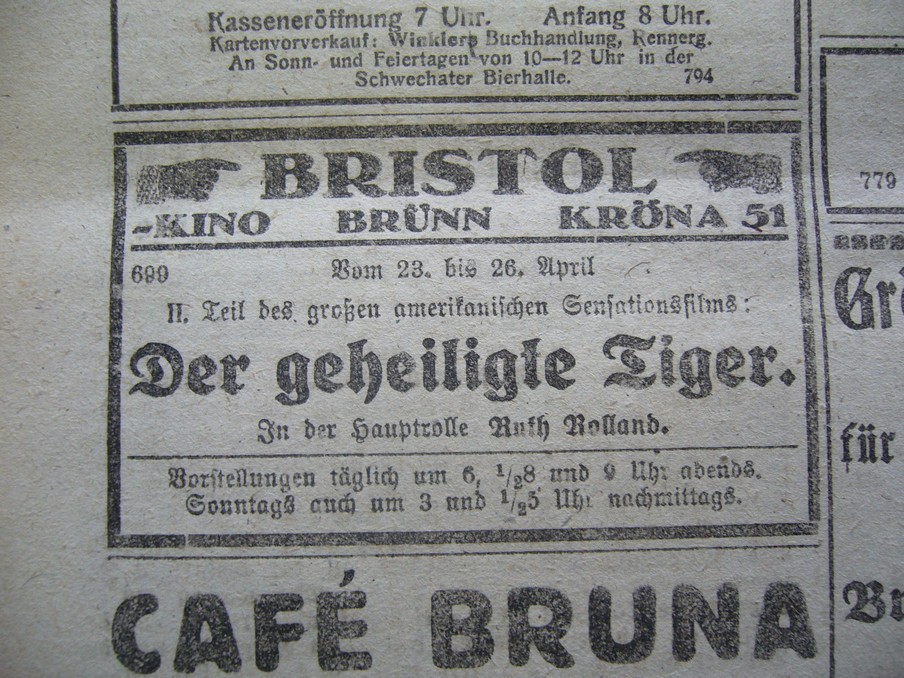 Kasseneröffnung 7 Uhr. Anfang 8 Uhr.
Kartenvorverkauf: Winklers Buchhandlung, Rennerg.
An Sonn- und Feiertagen von 10—12 Uhr in der
Schwechater Bierhalle. 794
BRISTOL
-KINO BRÜNN KRÖNA 51
699 Vom 23. bis 26. April
II. Teil des großen amerikanischen Sensationsfilms:
Der geheiligte Tiger.
In der Hauptrolle Ruth Rolland.
Vorstellungen täglich um 6, 1/28 und 9 Uhr abends.
Sonntags auch um 3 und 1/25 Uhr nachmittags.
CAFÉ BRUNA
779
für